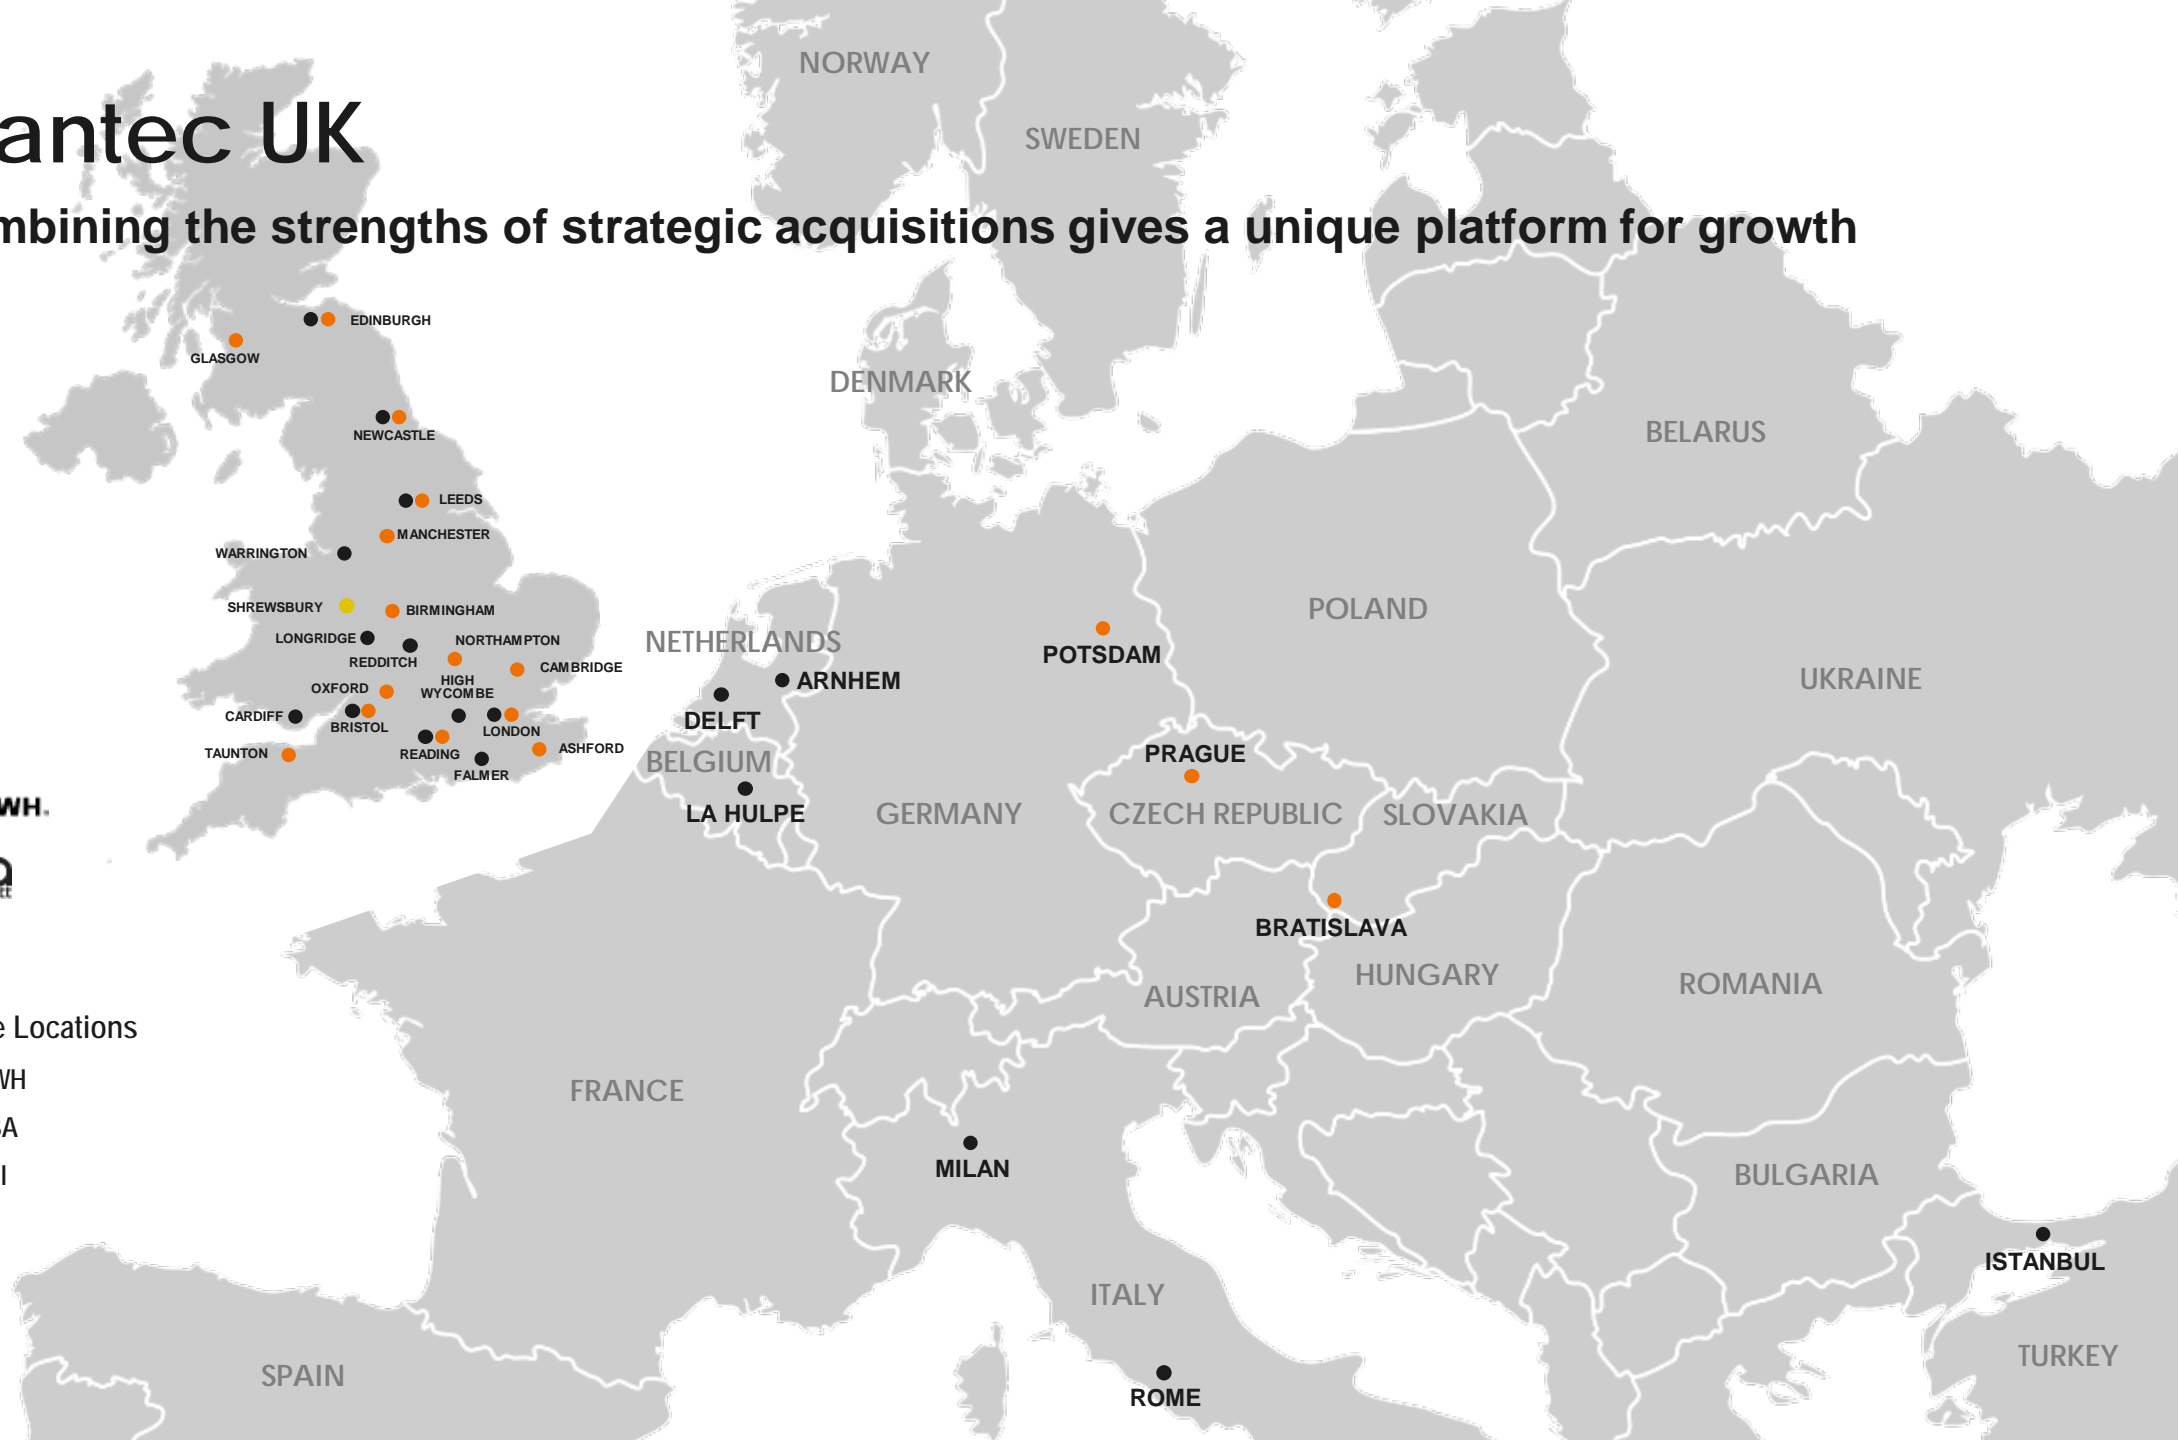 NORWAY
antec UK
SWEDEN
mbining the strengths of strategic acquisitions gives a unique platform for growth
EDINBURGH
GLASGOW
DENMARK
NEWCASTLE
BELARUS
LEEDS
MANCHESTER
WARRINGTON
SHREWSBURY
BIRMINGHAM
POLAND
LONGRIDGE
NORTHAMPTON
NETHERLANDS
REDDITCH
POTSDAM
CAMBRIDGE
HIGH
WYCOMBE
ARNHEM
UKRAINE
OXFORD
CARDIFF
BRISTOL
LONDON
DELFT
TAUNTON
READING
ASHFORD
FALMER
BELGIUM
PRAGUE
WH.
LA HULPE
GERMANY
CZECH REPUBLIC
SLOVAKIA
BRATISLAVA
HUNGARY
AUSTRIA
ROMANIA
e Locations
WH
FRANCE
A
I
MILAN
BULGARIA
ISTANBUL
ITALY
TURKEY
SPAIN
ROME